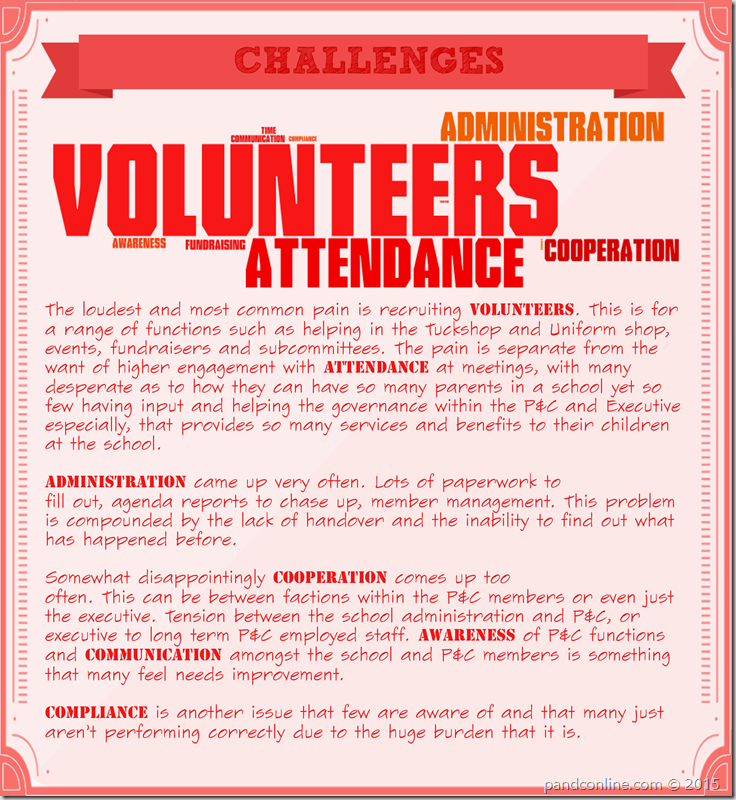 CHALLENGES
ADMINISTRATION
TIME
COMMUNICATION COMPLIANCE
VOLUNTEERS
AWARENESS FUNDRAISING
ATTENDANCE
COOPERATION
The loudest and most common pain is recruiting VOLUNTEERS. This is for
a range of functions such as helping in the Tuckshop and Uniform shop,
events, fundraisers and subcommittees. The pain is separate from the
want of higher engagement with ATTENDANCE at meetings, with many
desperate as to how they can have so many parents in a school yet so
few having input and helping the governance within the P&C and Executive
especially, that provides so many services and benefits to their children
at the school.
ADMINISTRATION came up very often. Lots of paperwork to
fill out, agenda reports to chase up, member management. This problem
is compounded by the lack of handover and the inability to find out what
has happened before.
Somewhat disappointingly COOPERATION comes up too
often. This can be between factions within the P&C members or even just
the executive. Tension between the school administration and P&C, or
executive to long term P&C employed staff. AWARENESS of P&C functions
and COMMUNICATION amongst the school and P&C members is something
that many feel needs improvement.
COMPLIANCE is another issue that few are aware of and that many just
aren't performing correctly due to the huge burden that it is.
pandconline.com © 2015